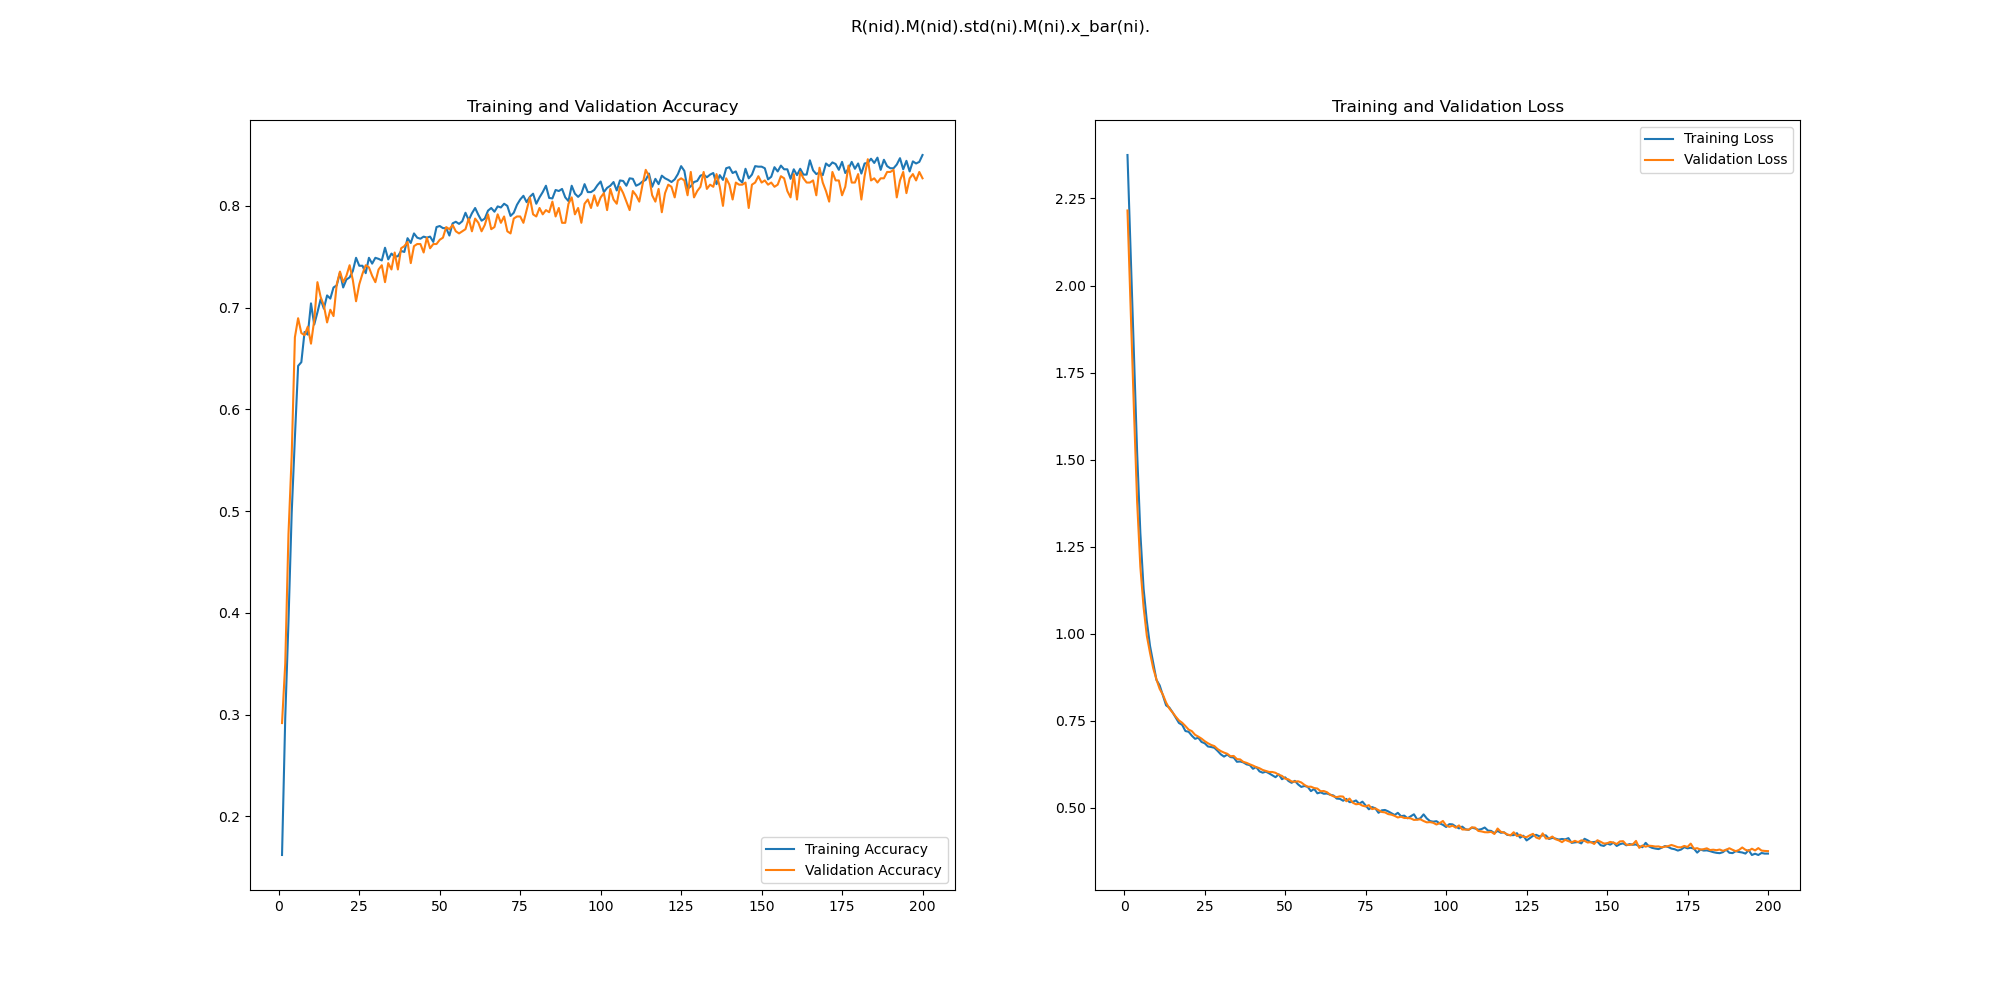 R(nid).M(nid).std(ni).M(ni).x_bar(ni).
Training and Validation Accuracy
0.8
0.7
0.6
0.5
0.4
0.3
0.2
Training Accuracy
Validation Accuracy
0 25 50 75 100 125 150 175 200
Training and Validation Loss
Training Loss
Validation Loss
2.25
2.00
1.75
1.50
1.25
1.00
0.75
0.50
0 25 50 75 100 125 150 175 200